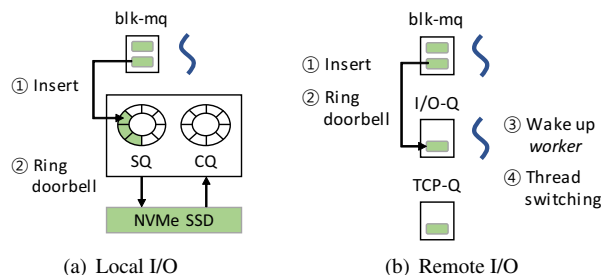 blk-mq
① Insert
② Ring
doorbell
SQ
CQ
NVMe SSD
(a) Local I/O
blk-mq
① Insert
② Ring
doorbell
I/O-Q
③ Wake up
worker
④ Thread
switching
TCP-Q
(b) Remote I/O